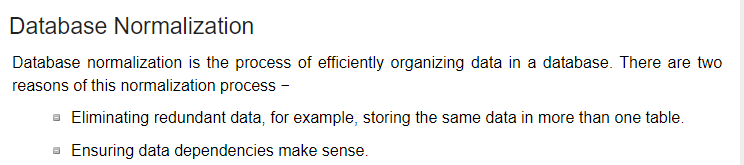 Database Normalization
Database normalization is the process of efficiently organizing data in a database. There are two
reasons of this normalization process −
Eliminating redundant data, for example, storing the same data in more than one table.
Ensuring data dependencies make sense.